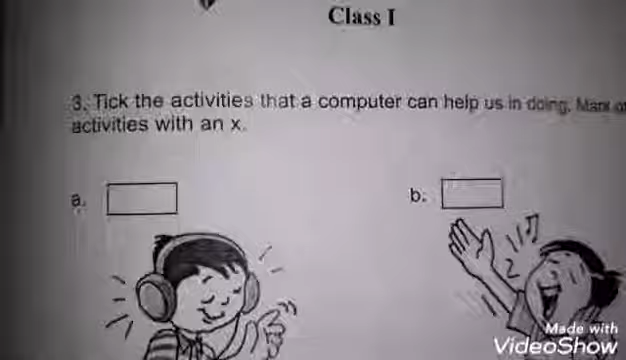 Class I
3. Tick the activities that a computer can help us in doing. Mark
activities with an x.
a.
b.
Made with
VideoShow